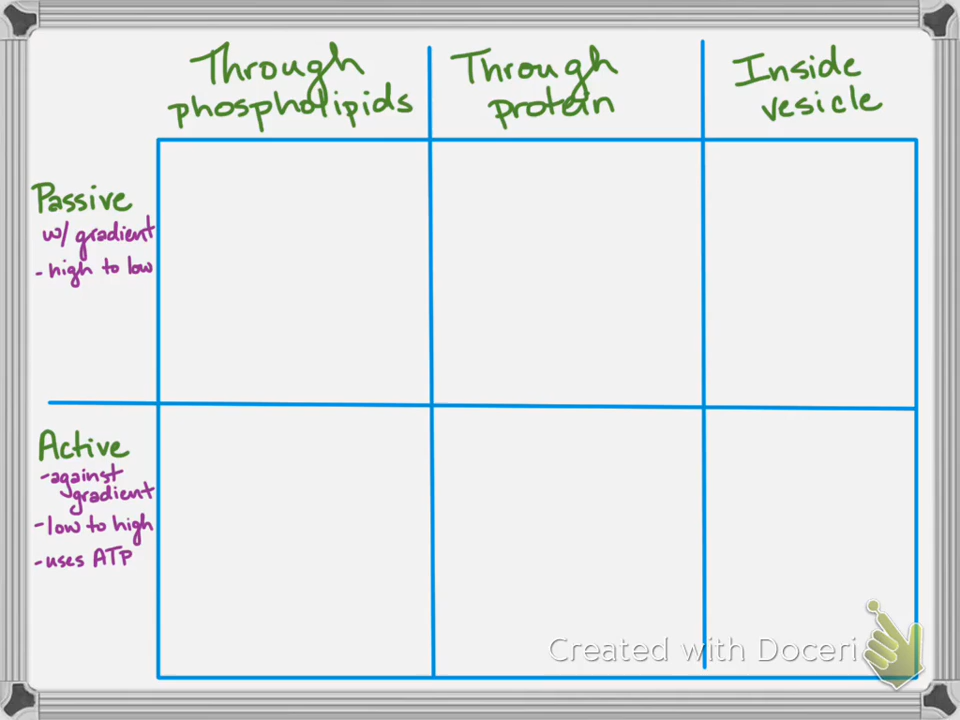 Through
phospholipids
Through
protein
Inside
vesicle
Passive
w/ gradient
- high to low
Active
-against
gradient
-low to high
-uses ATP
Created with Doceri